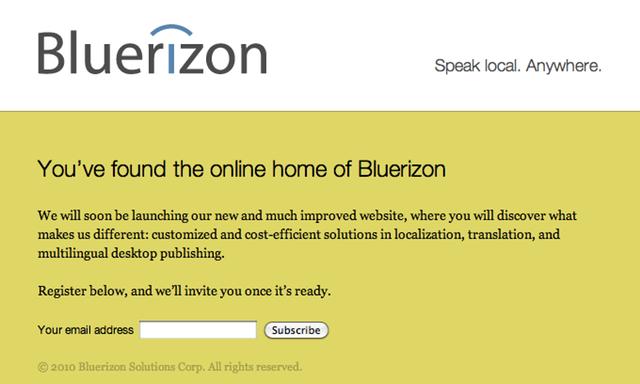 Bluerizon
Speak local. Anywhere.
You've found the online home of Bluerizon
We will soon be launching our new and much improved website, where you will discover what
makes us different: customized and cost-efficient solutions in localization, translation, and
multilingual desktop publishing.
Register below, and we'll invite you once it's ready.
Your email address Subscribe
© 2010 Bluerizon Solutions Corp. All rights reserved.